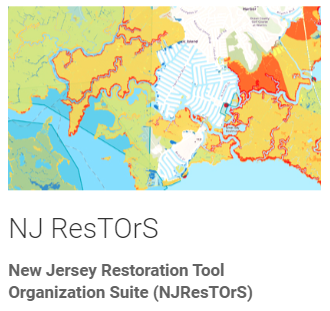 NJ ResTOrS
New Jersey Restoration Tool
Organization Suite (NJResTOrS)